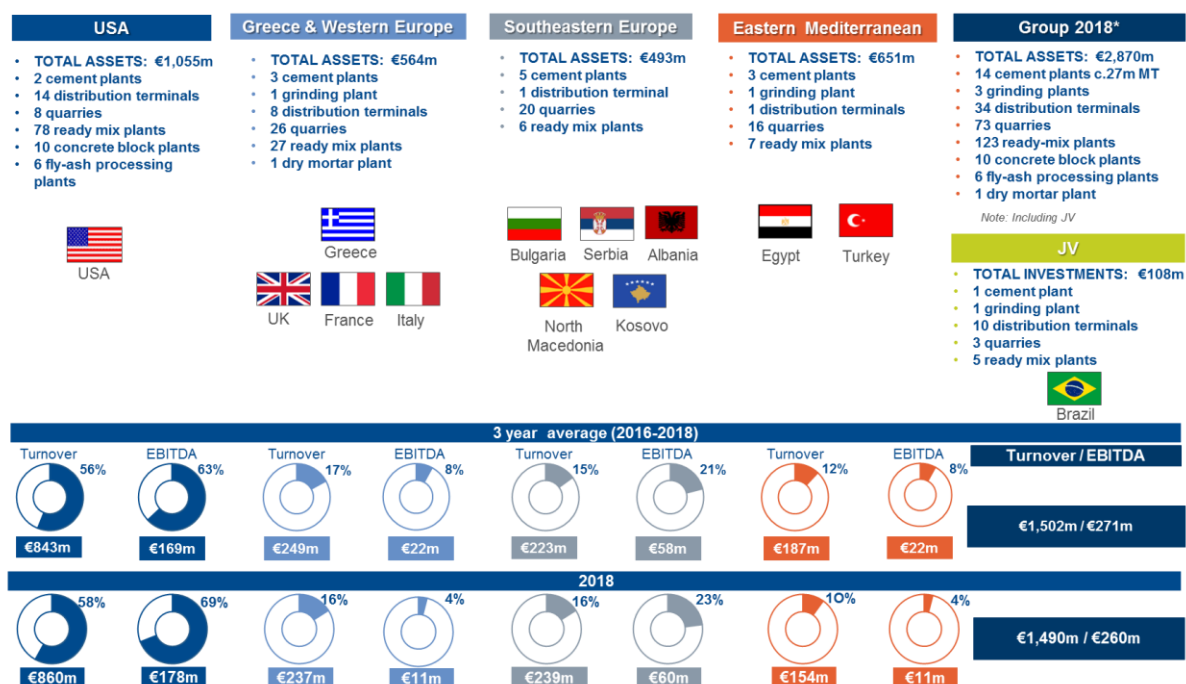 USA
TOTAL ASSETS: €1,055m
2 cement plants
14 distribution terminals
8 quarries
78 ready mix plants
10 concrete block plants
6 fly-ash processing
plants
USA
Greece & Western Europe
TOTAL ASSETS: €564m
3 cement plants
1 grinding plant
8 distribution terminals
26 quarries
27 ready mix plants
1 dry mortar plant
Greece
UK France Italy
Southeastern Europe
TOTAL ASSETS: €493m
5 cement plants
1 distribution terminal
20 quarries
6 ready mix plants
Bulgaria Serbia Albania
North
Macedonia
Kosovo
Eastern Mediterranean
TOTAL ASSETS: €651m
3 cement plants
1 grinding plant
1 distribution terminals
16 quarries
7 ready mix plants
Egypt Turkey
Group 2018*
TOTAL ASSETS: €2,870m
14 cement plants c.27m MT
3 grinding plants
34 distribution terminals
73 quarries
123 ready-mix plants
10 concrete block plants
6 fly-ash processing plants
1 dry mortar plant
Note: Including JV
JV
TOTAL INVESTMENTS: €108m
1 cement plant
1 grinding plant
10 distribution terminals
3 quarries
5 ready mix plants
Brazil
3 year average (2016-2018)
Turnover EBITDA Turnover EBITDA Turnover EBITDA Turnover EBITDA Turnover / EBITDA
56% 63% 17% 8% 15% 21% 12% 8%
€843m €169m €249m €22m €223m €58m €187m €22m €1,502m / €271m
2018
58% 69% 16% 4% 16% 23% 10% 4%
€860m €178m €237m €11m €239m €60m €154m €11m €1,490m / €260m